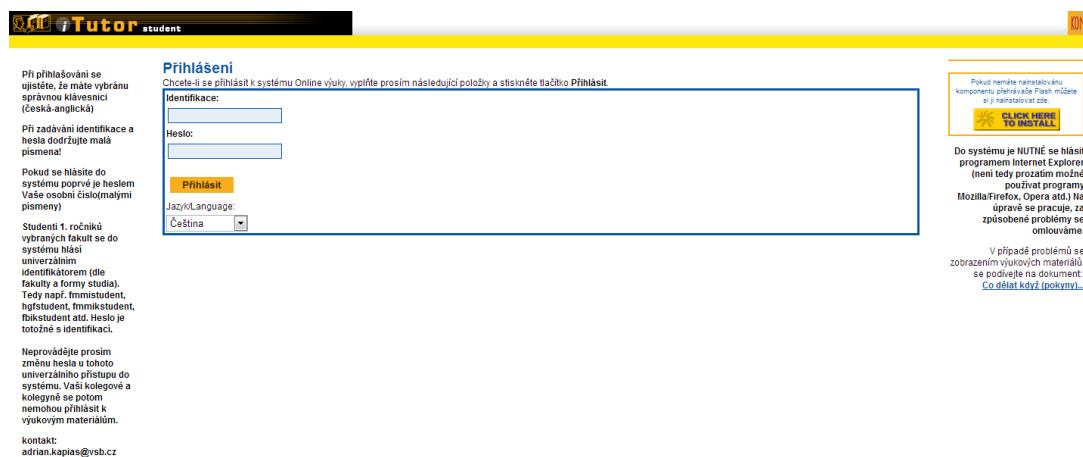 iTutor student
KON
Při přihlašování se
ujistěte, že máte vybránu
správnou klávesnici
(česká-anglická)
Při zadávání identifikace a
hesla dodržujte malá
písmena!
Pokud se hlásíte do
systému poprvé je heslem
Vaše osobní číslo(malými
písmeny)
Studenti 1. ročníků
vybraných fakult se do
systému hlásí
univerzálním
identifikátorem (dle
fakulty a formy studia).
Tedy např. fmmistudent,
hgfstudent, fmmikstudent,
fbikstudent atd. Heslo je
totožné s identifikací.
Neprovádějte prosím
změnu hesla u tohoto
univerzálního přístupu do
systému. Vaši kolegové a
kolegyně se potom
nemohou přihlásit k
výukovým materiálům.
kontakt:
adrian.kapias@vsb.cz
Přihlášení
Chcete-li se přihlásit k systému Online výuky, vyplňte prosím následující položky a stiskněte tlačítko Přihlásit.
Identifikace:
Heslo:
Přihlásit
Jazyk/Language:
Čeština
Pokud nemáte nainstalovánu
komponentu přehrávače Flash můžete
si ji nainstalovat zde.
CLICK HERE
TO INSTALL
Do systému je NUTNÉ se hlásit
programem Internet Explorer
(není tedy prozatím možné
používat programy
Mozilla/Firefox, Opera atd.) Na
úpravě se pracuje, za
způsobené problémy se
omlouváme.
V případě problémů se
zobrazením výukových materiálů,
se podívejte na dokument:
Co dělat když (pokyny)...